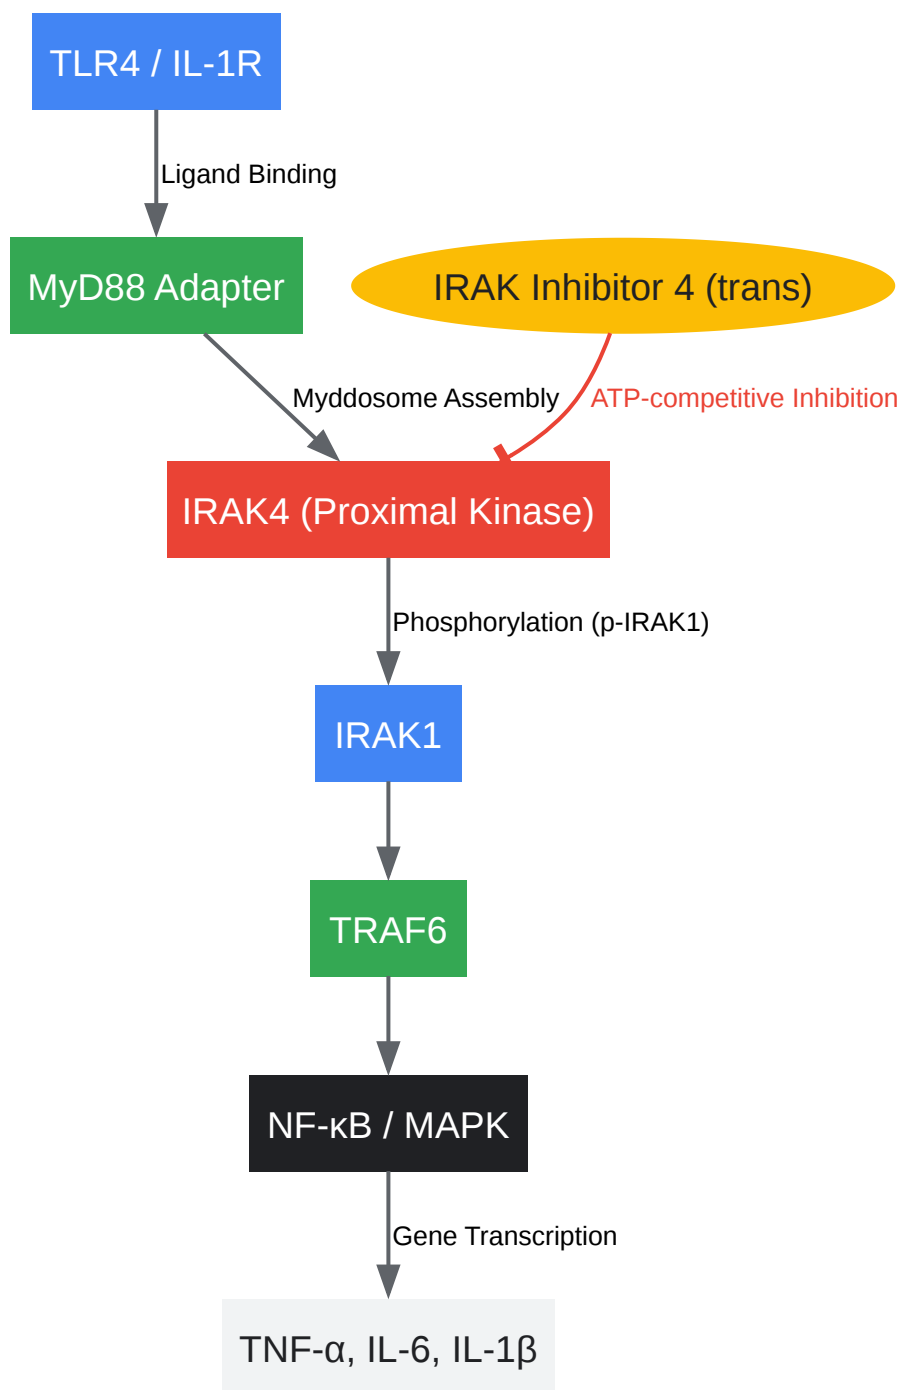 TLR4 / IL-1R
Ligand Binding
MyD88 Adapter
IRAK Inhibitor 4 (trans)
Myddosome Assembly
ATP-competitive Inhibition
IRAK4 (Proximal Kinase)
Phosphorylation (p-IRAK1)
IRAK1
TRAF6
NF-κB / MAPK
Gene Transcription
TNF-α, IL-6, IL-1β